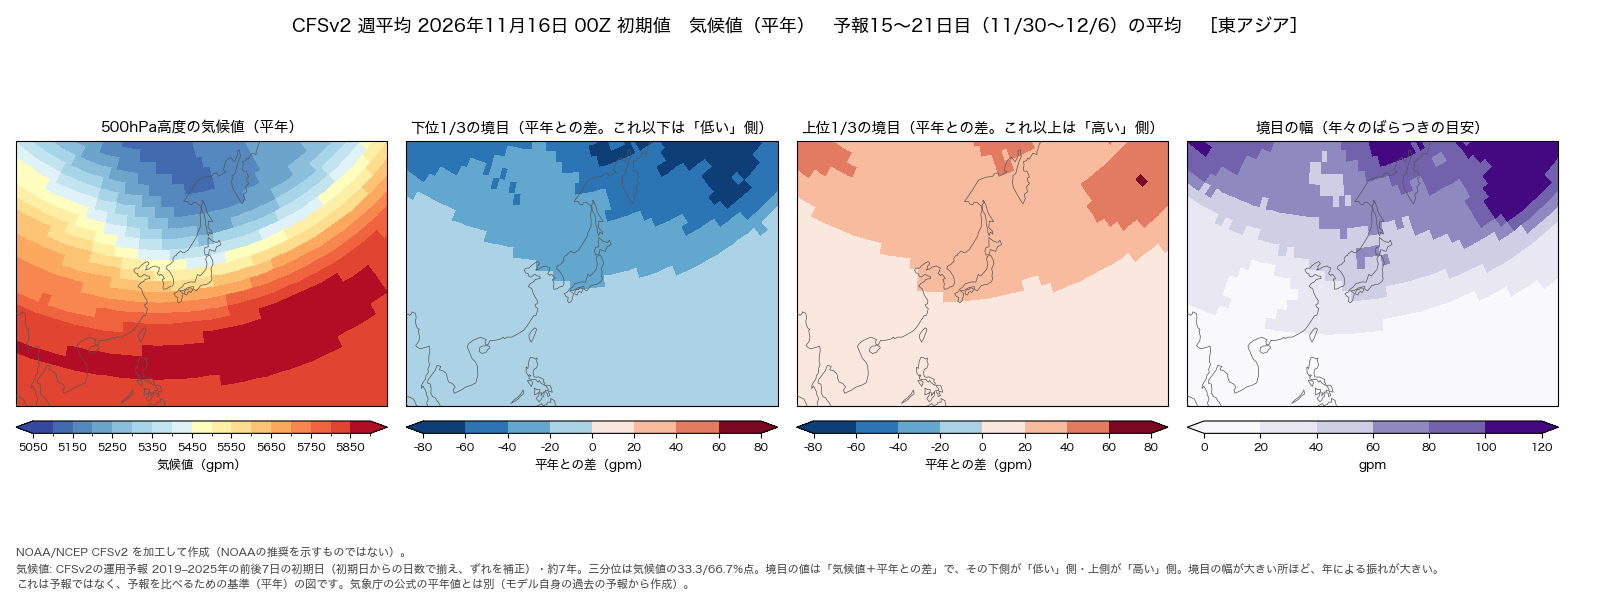 CFSv2 週平均 2026年11月16日 00Z 初期値　気候値（平年）　予報15～21日目（11/30～12/6）の平均　［東アジア］
500hPa高度の気候値（平年）
下位1/3の境目（平年との差。これ以下は「低い」側）
上位1/3の境目（平年との差。これ以上は「高い」側）
境目の幅（年々のばらつきの目安）
5050 5150 5250 5350 5450 5550 5650 5750 5850
気候値（gpm）
-80 -60 -40 -20 0 20 40 60 80
平年との差（gpm）
-80 -60 -40 -20 0 20 40 60 80
平年との差（gpm）
0 20 40 60 80 100 120
gpm
NOAA/NCEP CFSv2 を加工して作成（NOAAの推奨を示すものではない）。
気候値: CFSv2の運用予報 2019–2025年の前後7日の初期日（初期日からの日数で揃え、ずれを補正）・約7年。三分位は気候値の33.3/66.7%点。境目の値は「気候値＋平年との差」で、その下側が「低い」側・上側が「高い」側。境目の幅が大きい所ほど、年による振れが大きい。
これは予報ではなく、予報を比べるための基準（平年）の図です。気象庁の公式の平年値とは別（モデル自身の過去の予報から作成）。